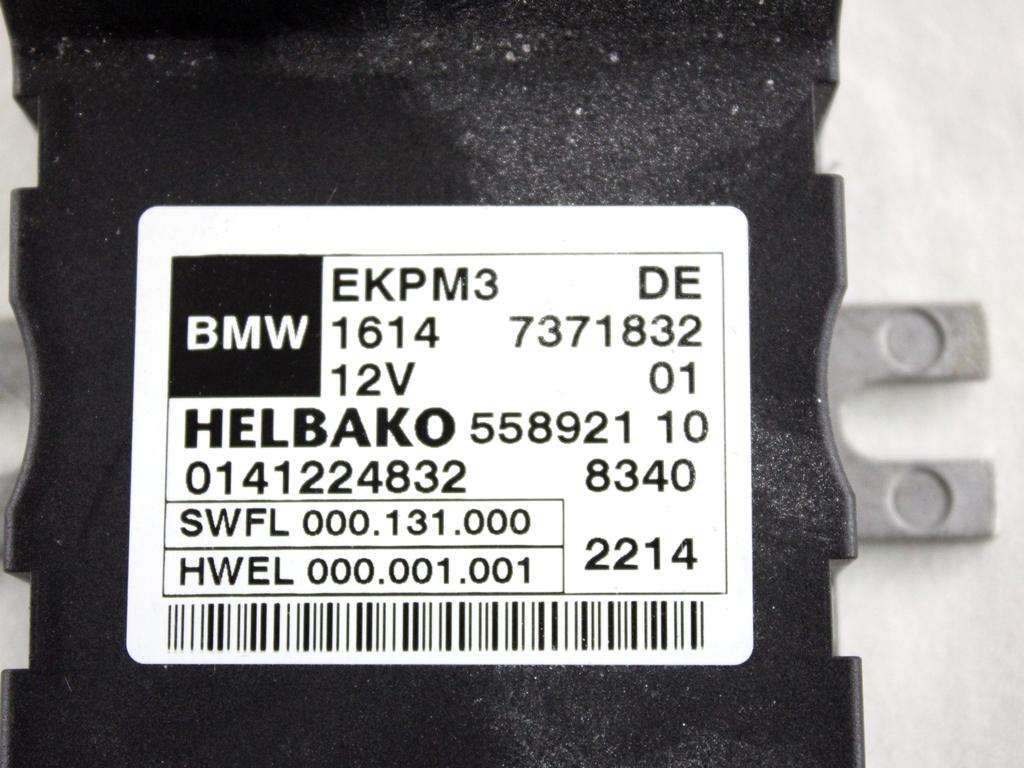 EKPM3 DE
BMW 1614 7371832
12V 01
HELBAKO 558921 10
0141224832 8340
SWFL 000.131.000
2214
HWEL 000.001.001